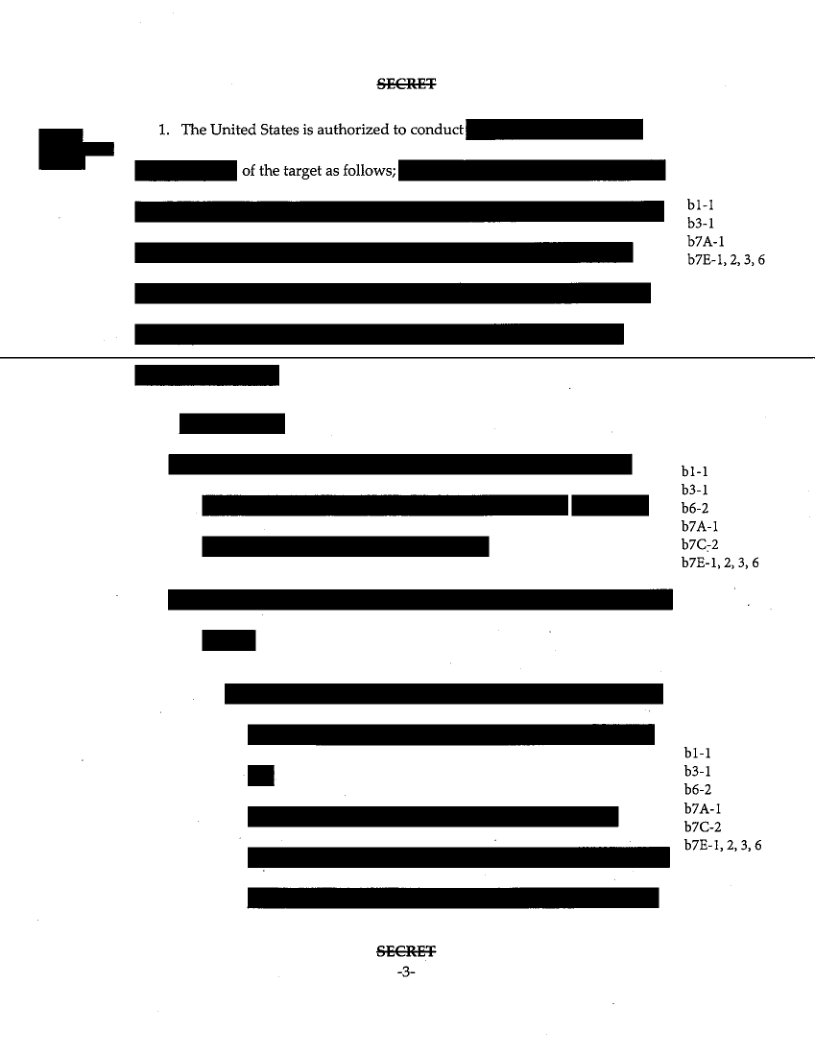 SECRET
1. The United States is authorized to conduct
of the target as follows;
b1-1
b3-1
b7A-1
b7E-1, 2, 3, 6
b1-1
b3-1
b6-2
b7A-1
b7C-2
b7E-1, 2, 3, 6
b1-1
b3-1
b6-2
b7A-1
b7C-2
b7E-1, 2, 3, 6
SECRET
-3-